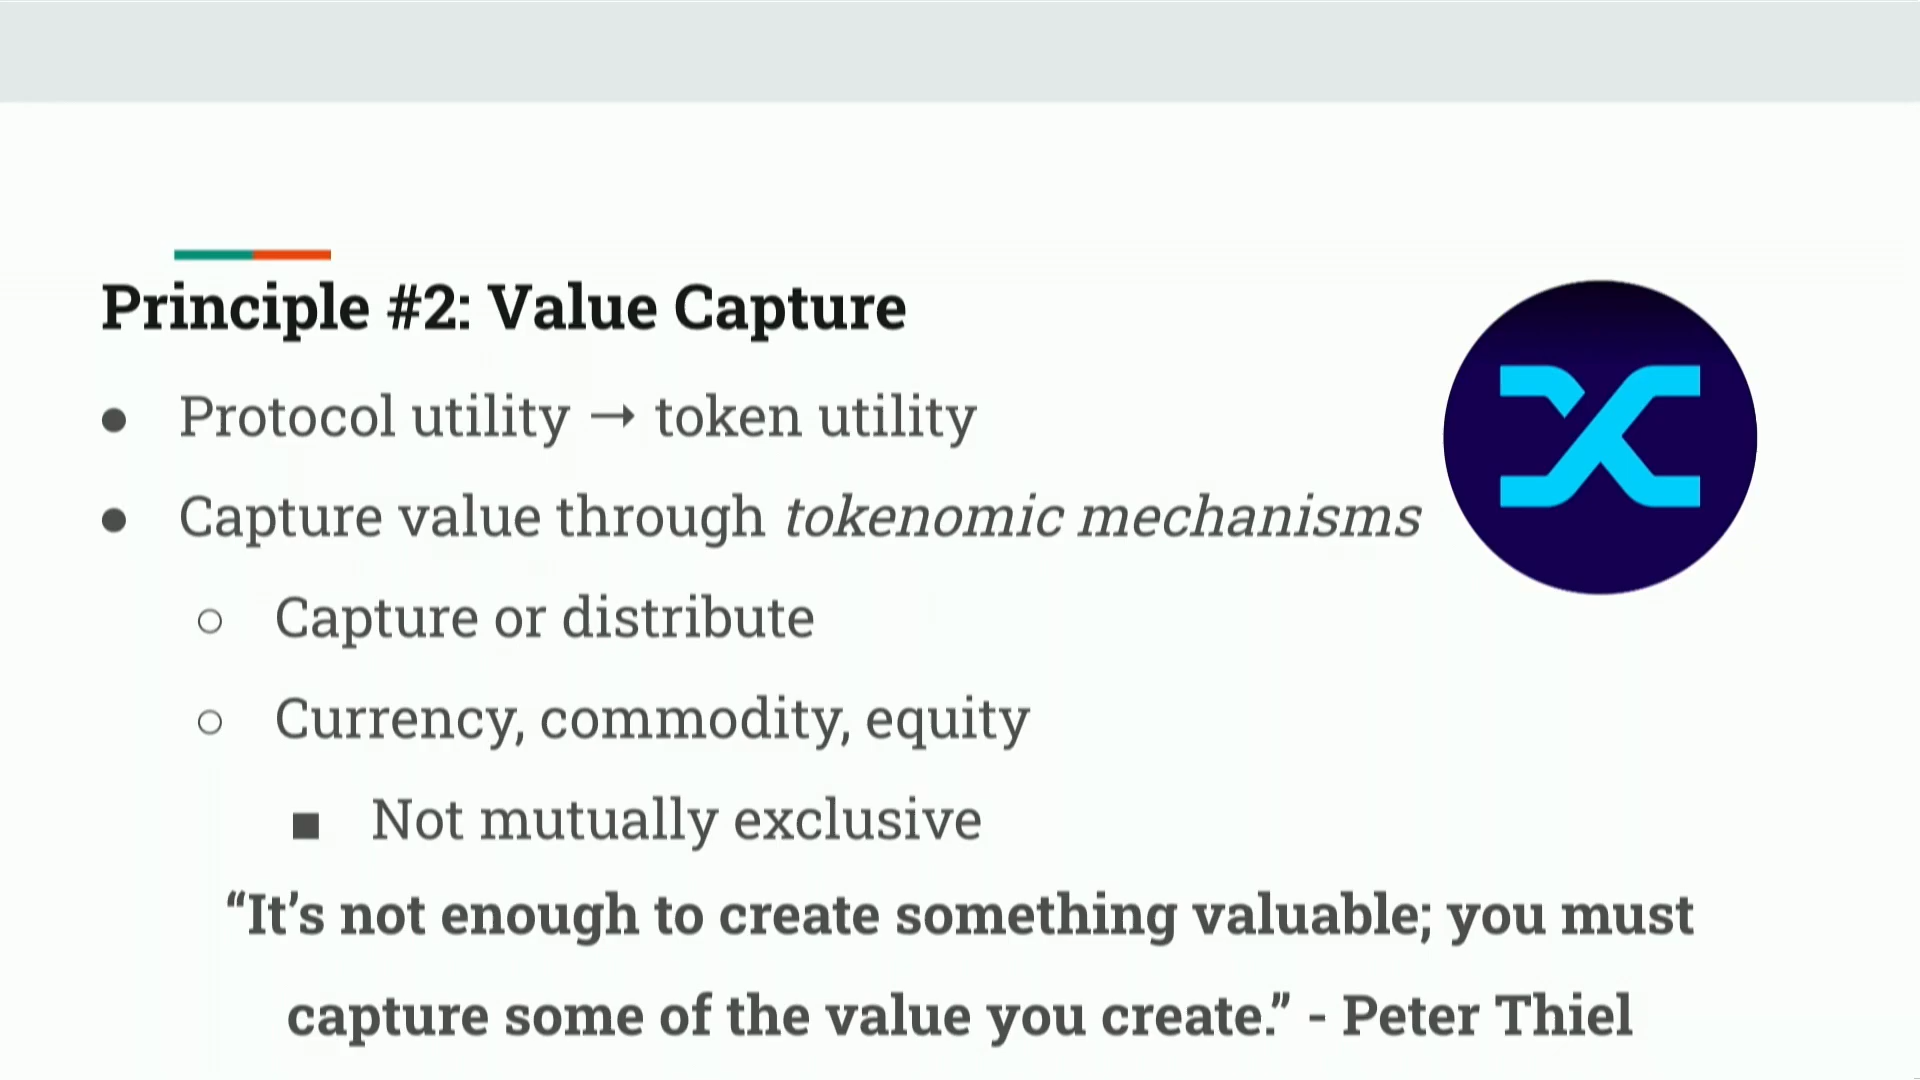 Principle #2: Value Capture
● Protocol utility → token utility
● Capture value through tokenomic mechanisms
○ Capture or distribute
○ Currency, commodity, equity
■ Not mutually exclusive
“It’s not enough to create something valuable; you must
capture some of the value you create.” - Peter Thiel